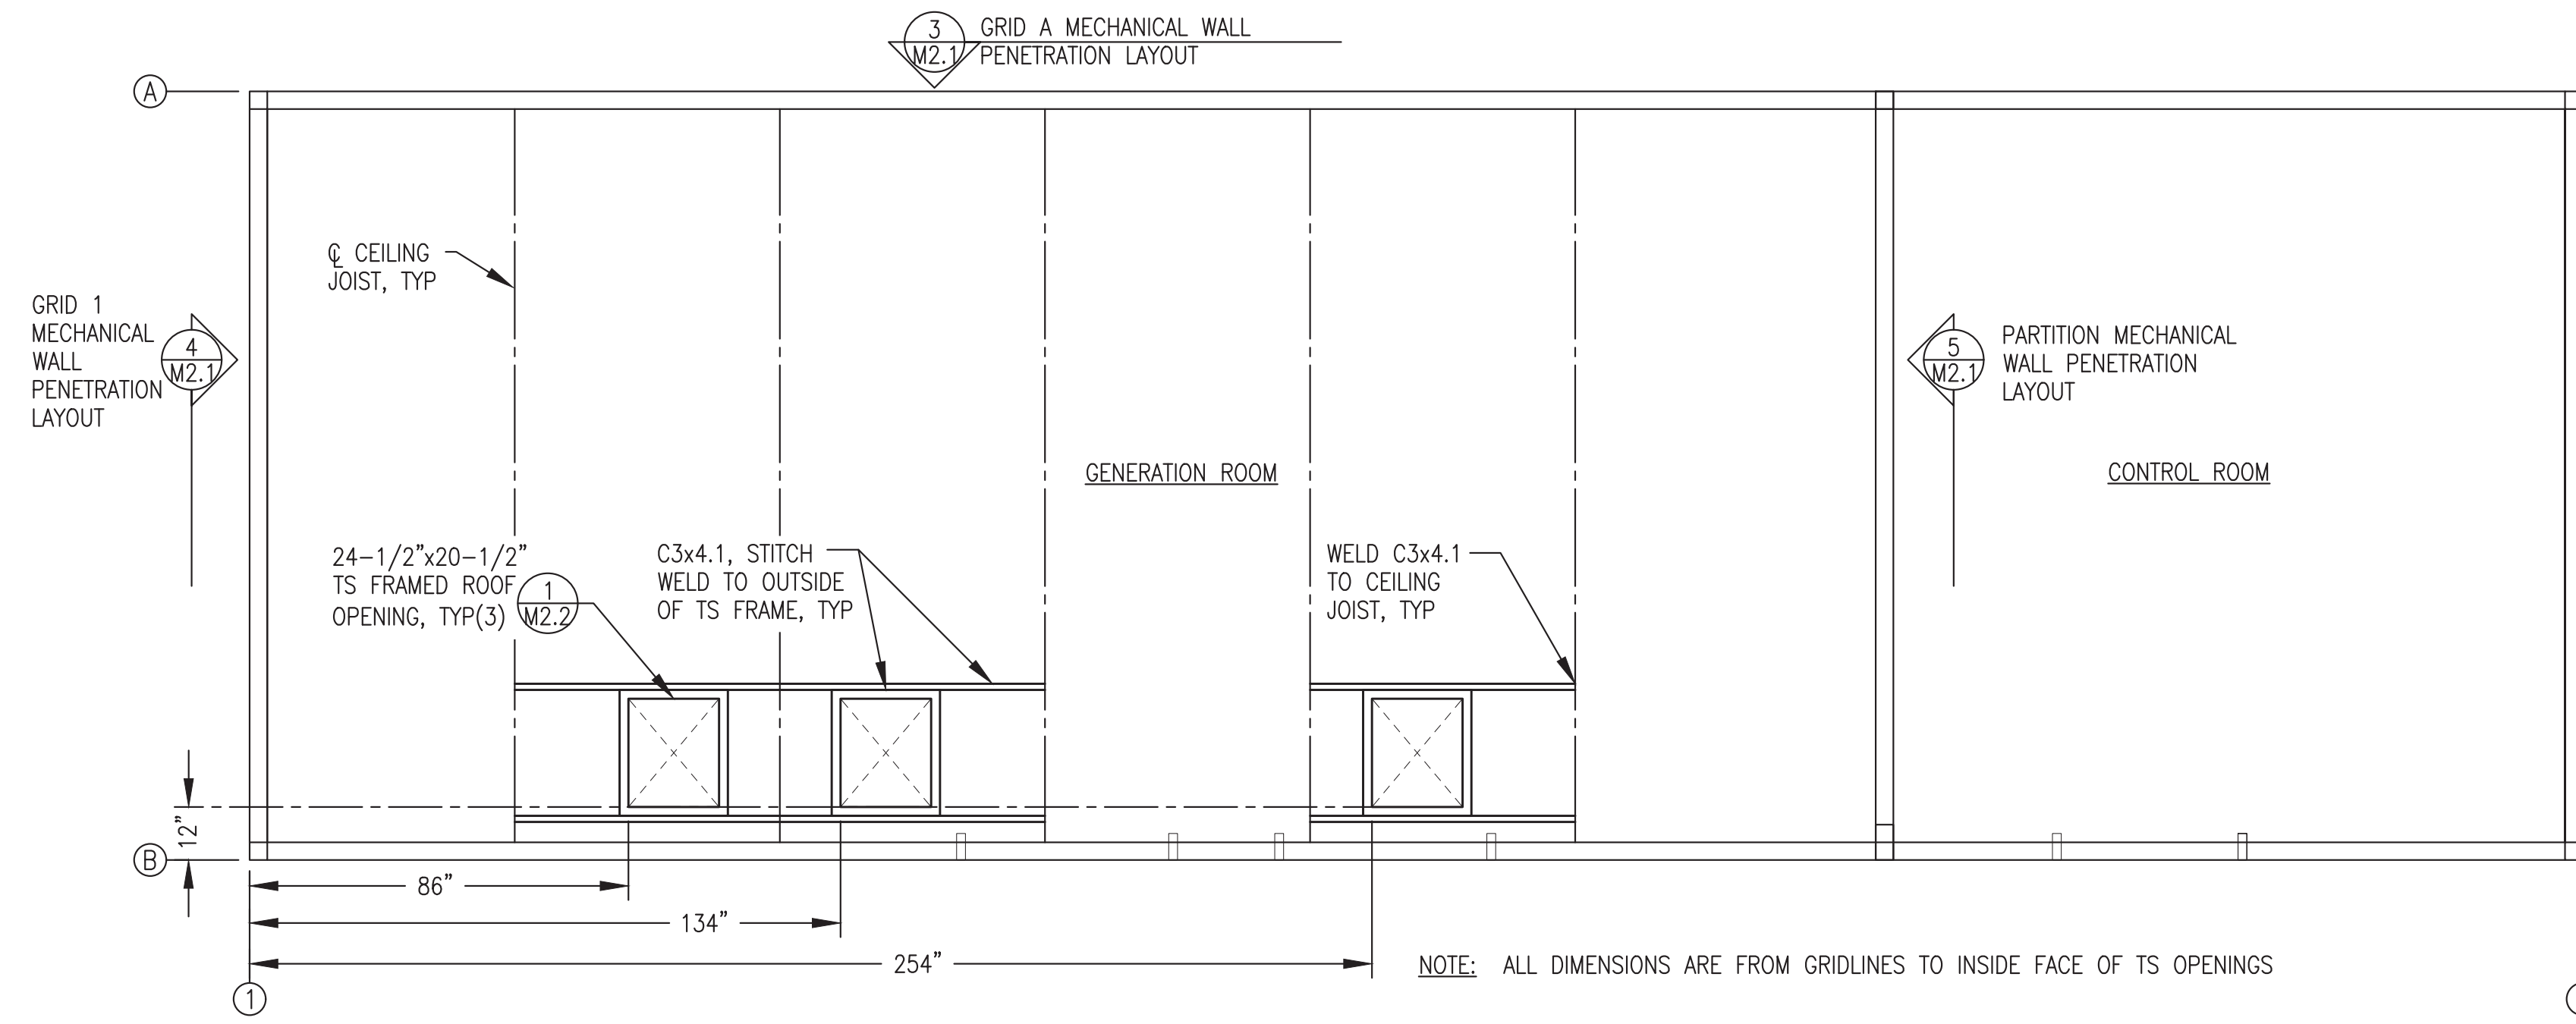 3
M2.1
GRID A MECHANICAL WALL
PENETRATION LAYOUT
A
℄ CEILING
JOIST, TYP
GRID 1
MECHANICAL
WALL
PENETRATION
LAYOUT
4
M2.1
5
M2.1
PARTITION MECHANICAL
WALL PENETRATION
LAYOUT
GENERATION ROOM
CONTROL ROOM
24-1/2"x20-1/2"
TS FRAMED ROOF
OPENING, TYP(3)
1
M2.2
C3x4.1, STITCH
WELD TO OUTSIDE
OF TS FRAME, TYP
WELD C3x4.1
TO CEILING
JOIST, TYP
12"
B
86"
134"
254"
NOTE: ALL DIMENSIONS ARE FROM GRIDLINES TO INSIDE FACE OF TS OPENINGS
1